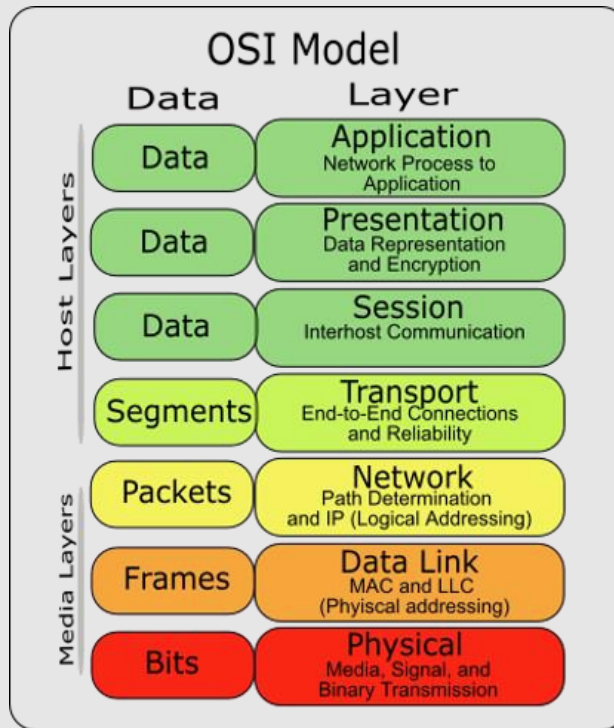 OSI Model
Data Layer
Host Layers
Data
Application
Network Process to
Application
Data
Presentation
Data Representation
and Encryption
Data
Session
Interhost Communication
Segments
Transport
End-to-End Connections
and Reliability
Media Layers
Packets
Network
Path Determination
and IP (Logical Addressing)
Frames
Data Link
MAC and LLC
(Phyiscal addressing)
Bits
Physical
Media, Signal, and
Binary Transmission